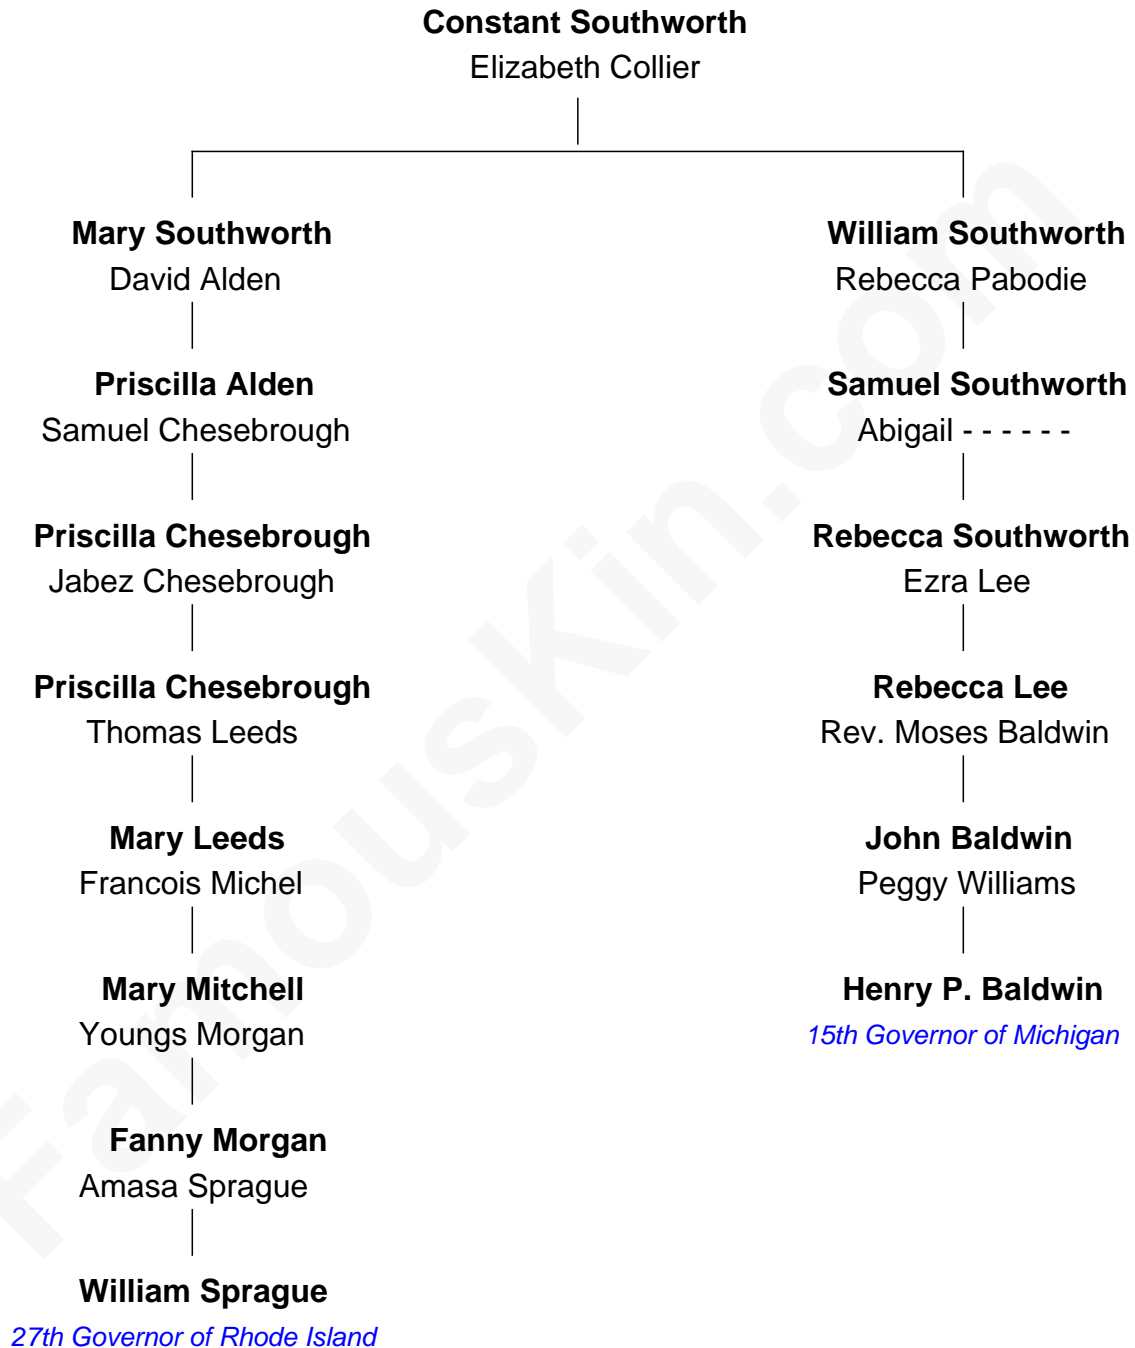 Constant Southworth
Elizabeth Collier
Mary Southworth
David Alden
William Southworth
Rebecca Pabodie
Priscilla Alden
Samuel Chesebrough
Samuel Southworth
Abigail - - - - - -
Priscilla Chesebrough
Jabez Chesebrough
Rebecca Southworth
Ezra Lee
Priscilla Chesebrough
Thomas Leeds
Rebecca Lee
Rev. Moses Baldwin
Mary Leeds
Francois Michel
John Baldwin
Peggy Williams
Mary Mitchell
Youngs Morgan
Henry P. Baldwin
15th Governor of Michigan
Fanny Morgan
Amasa Sprague
William Sprague
27th Governor of Rhode Island
FamousKin.com